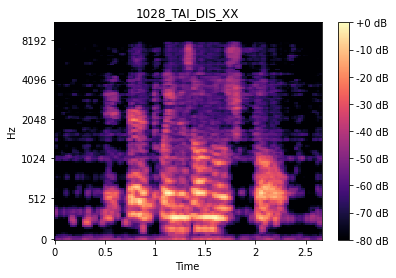 1028_TAI_DIS_XX
+0 dB
8192
-10 dB
4096
-20 dB
-30 dB
2048
Hz
-40 dB
1024
-50 dB
512
-60 dB
-70 dB
0
-80 dB
0 0.5 1 1.5 2 2.5
Time